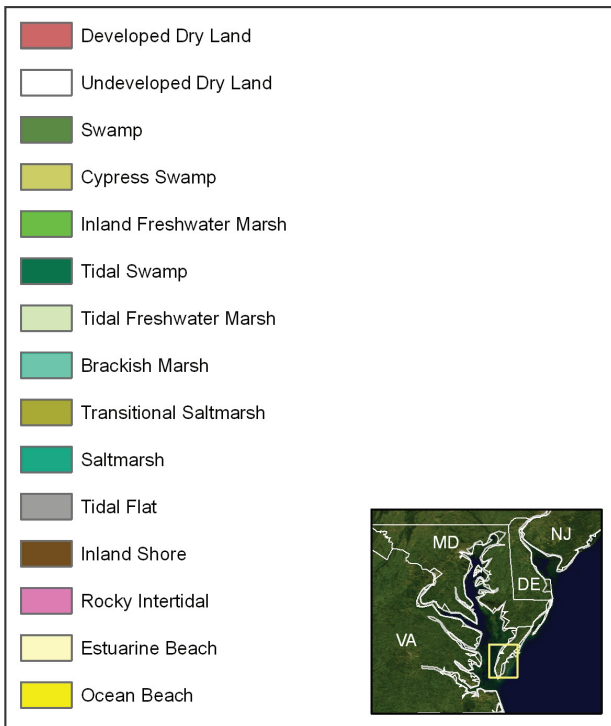 Developed Dry Land
Undeveloped Dry Land
Swamp
Cypress Swamp
Inland Freshwater Marsh
Tidal Swamp
Tidal Freshwater Marsh
Brackish Marsh
Transitional Saltmarsh
Saltmarsh
Tidal Flat
Inland Shore
Rocky Intertidal
Estuarine Beach
Ocean Beach
MD
NJ
DE
VA